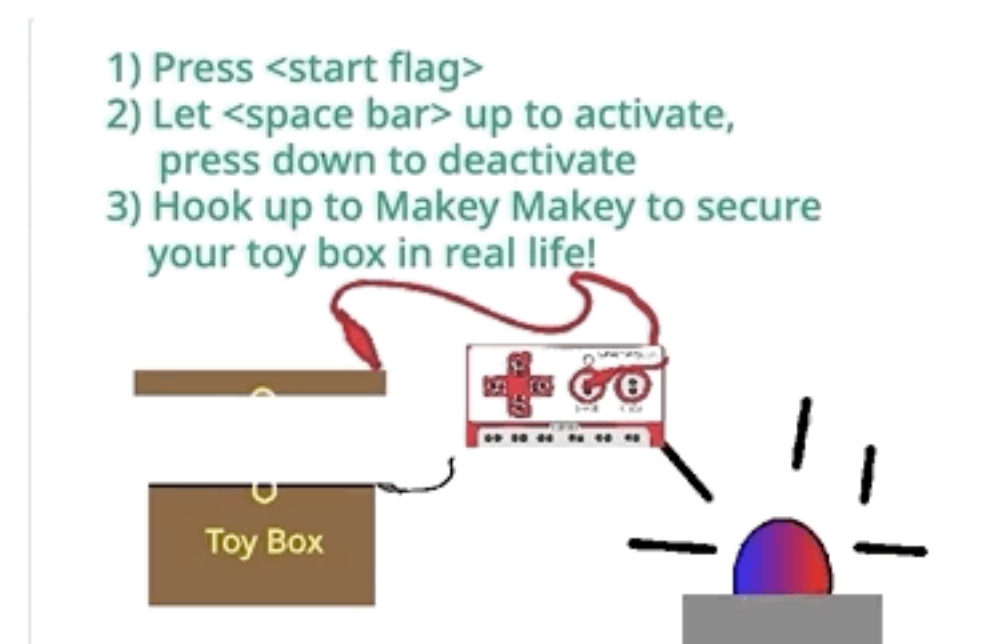 1) Press <start flag>
2) Let <space bar> up to activate,
press down to deactivate
3) Hook up to Makey Makey to secure
your toy box in real life!
Toy Box